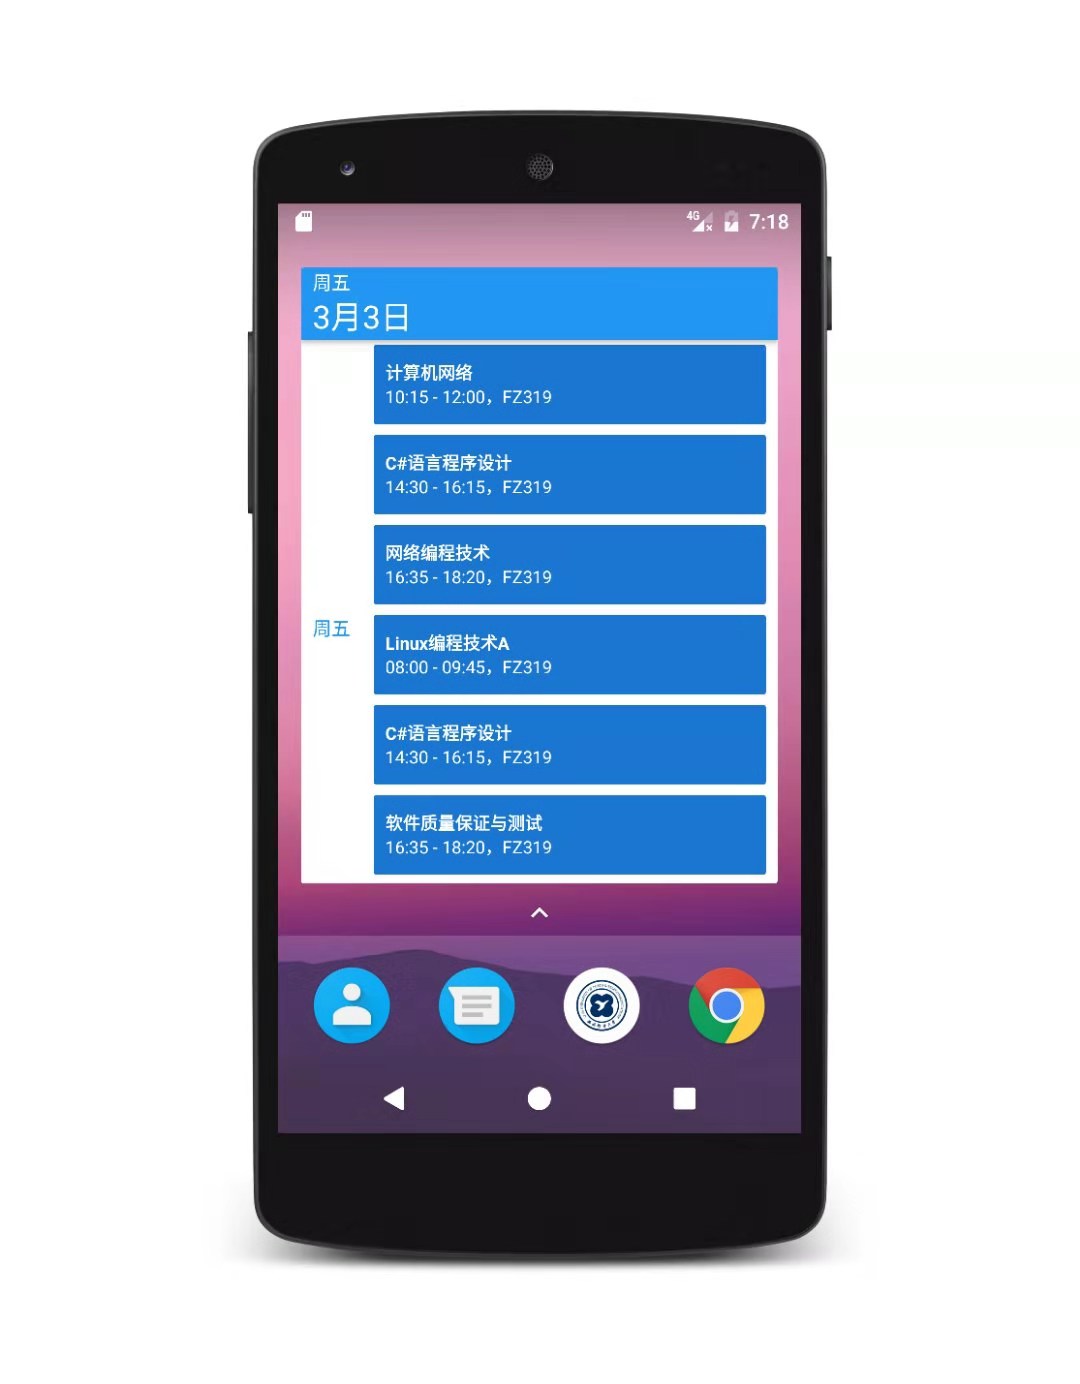 4G 7:18
周五
3月3日
计算机网络
10:15 - 12:00，FZ319
C#语言程序设计
14:30 - 16:15，FZ319
网络编程技术
16:35 - 18:20，FZ319
周五
Linux编程技术A
08:00 - 09:45，FZ319
C#语言程序设计
14:30 - 16:15，FZ319
软件质量保证与测试
16:35 - 18:20，FZ319